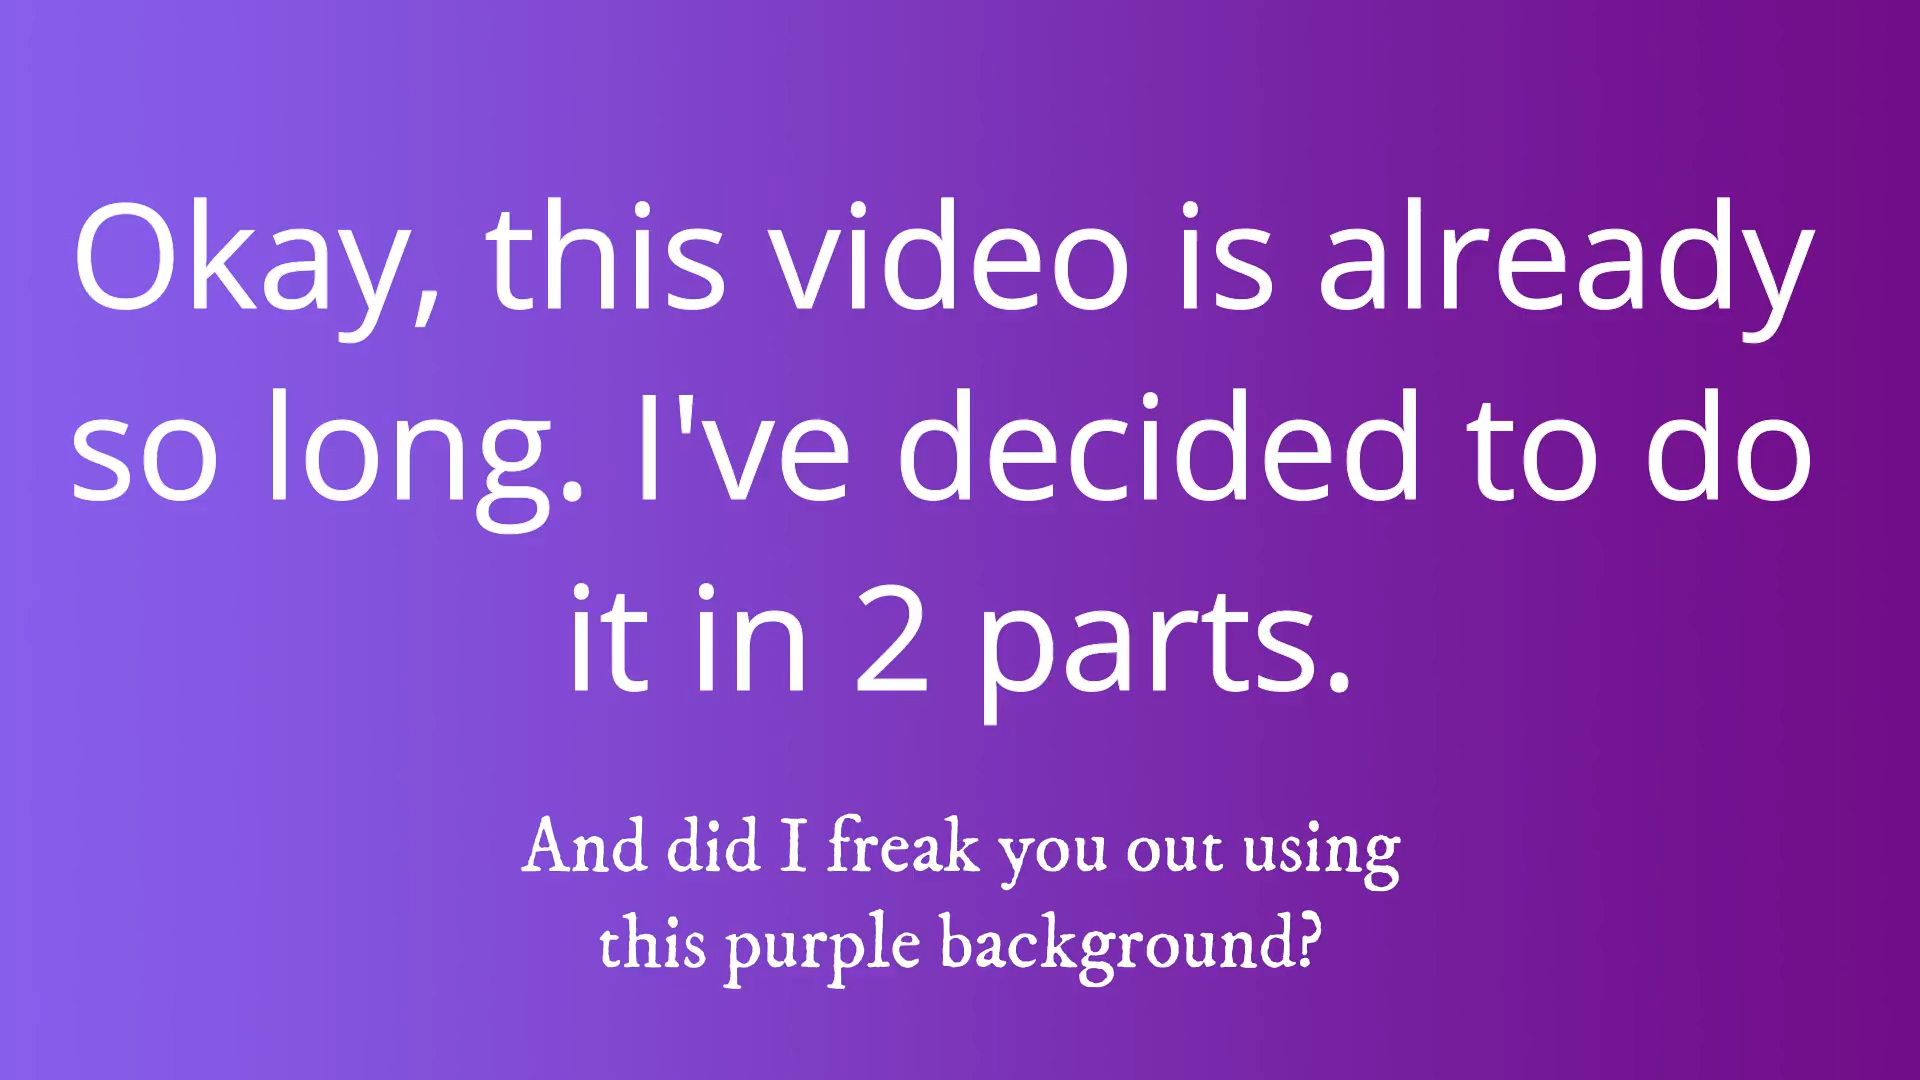 Okay, this video is already
so long. I've decided to do
it in 2 parts.
And did I freak you out using
this purple background?